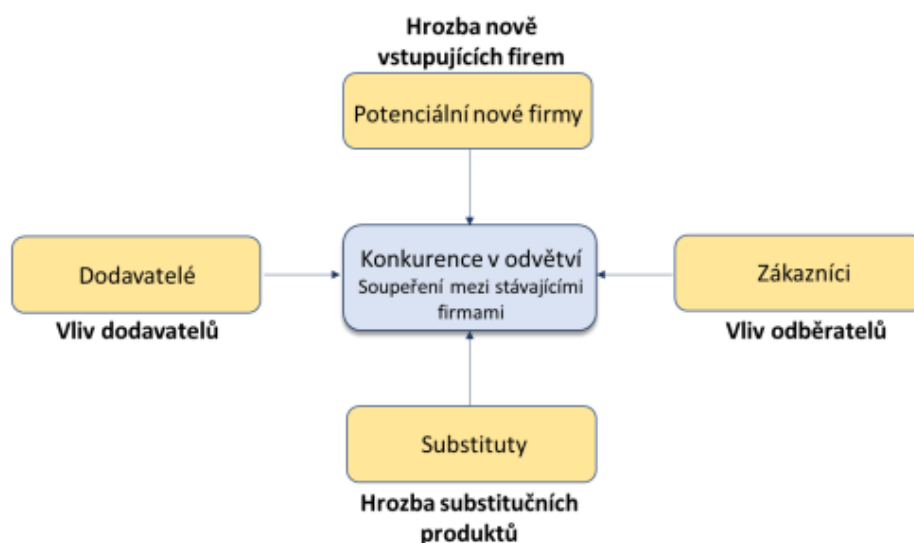 Hrozba nově
vstupujících firem
Potenciální nové firmy
Dodavatelé
Vliv dodavatelů
Konkurence v odvětví
Soupeření mezi stávajícími
firmami
Zákazníci
Vliv odběratelů
Substituty
Hrozba substitučních
produktů